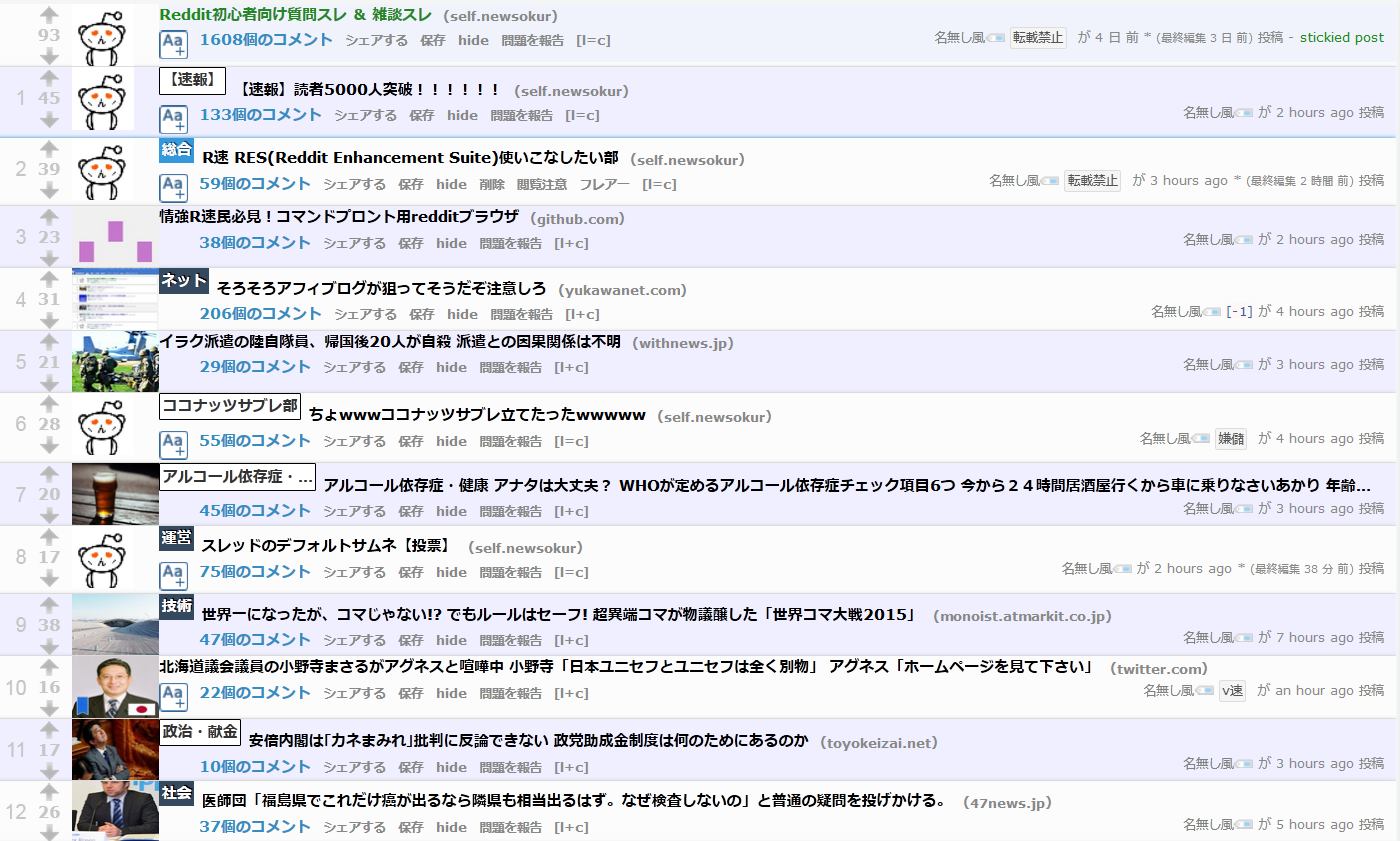 Reddit初心者向け質問スレ & 雑談スレ (self.newsokur)
93
Aa+ 1608個のコメント シェアする 保存 hide 問題を報告 [l=c]
名無し風 転載禁止 が 4 日 前 * (最終編集 3 日 前) 投稿 - stickied post
【速報】 【速報】読者5000人突破！！！！！！ (self.newsokur)
1 45
Aa+ 133個のコメント シェアする 保存 hide 問題を報告 [l=c]
名無し風 が 2 hours ago 投稿
総合 R速 RES(Reddit Enhancement Suite)使いこなしたい部 (self.newsokur)
2 39
Aa+ 59個のコメント シェアする 保存 hide 削除 閲覧注意 フレアー [l=c]
名無し風 転載禁止 が 3 hours ago * (最終編集 2 時間 前) 投稿
情強R速民必見！コマンドプロント用redditブラウザ (github.com)
3 23
38個のコメント シェアする 保存 hide 問題を報告 [l+c]
名無し風 が 2 hours ago 投稿
ネット そろそろアフィブログが狙ってそうだぞ注意しろ (yukawanet.com)
4 31
206個のコメント シェアする 保存 hide 問題を報告 [l+c]
名無し風 [-1] が 4 hours ago 投稿
イラク派遣の陸自隊員、帰国後20人が自殺 派遣との因果関係は不明 (withnews.jp)
5 21
29個のコメント シェアする 保存 hide 問題を報告 [l+c]
名無し風 が 3 hours ago 投稿
ココナッツサブレ部 ちょwwwココナッツサブレ立てたったwwwww (self.newsokur)
6 28
Aa+ 55個のコメント シェアする 保存 hide 問題を報告 [l=c]
名無し風 嫌儲 が 4 hours ago 投稿
アルコール依存症・... アルコール依存症・健康 アナタは大丈夫？ WHOが定めるアルコール依存症チェック項目6つ 今から２４時間居酒屋行くから車に乗りなさいあかり 年齢...
7 20
45個のコメント シェアする 保存 hide 問題を報告 [l+c]
名無し風 が 3 hours ago 投稿
運営 スレッドのデフォルトサムネ【投票】 (self.newsokur)
8 17
Aa+ 75個のコメント シェアする 保存 hide 問題を報告 [l=c]
名無し風 が 2 hours ago * (最終編集 38 分 前) 投稿
技術 世界一になったが、コマじゃない!? でもルールはセーフ! 超異端コマが物議醸した「世界コマ大戦2015」 (monoist.atmarkit.co.jp)
9 38
47個のコメント シェアする 保存 hide 問題を報告 [l+c]
名無し風 が 7 hours ago 投稿
北海道議会議員の小野寺まさるがアグネスと喧嘩中 小野寺「日本ユニセフとユニセフは全く別物」 アグネス「ホームページを見て下さい」 (twitter.com)
10 16
Aa+ 22個のコメント シェアする 保存 hide 問題を報告 [l+c]
名無し風 v速 が an hour ago 投稿
政治・献金 安倍内閣は｢カネまみれ｣批判に反論できない 政党助成金制度は何のためにあるのか (toyokeizai.net)
11 17
10個のコメント シェアする 保存 hide 問題を報告 [l+c]
名無し風 が 3 hours ago 投稿
社会 医師団「福島県でこれだけ癌が出るなら隣県も相当出るはず。なぜ検査しないの」と普通の疑問を投げかける。 (47news.jp)
12 26
37個のコメント シェアする 保存 hide 問題を報告 [l+c]
名無し風 が 5 hours ago 投稿